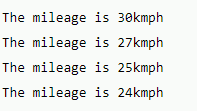 The mileage is 30kmph
The mileage is 27kmph
The mileage is 25kmph
The mileage is 24kmph